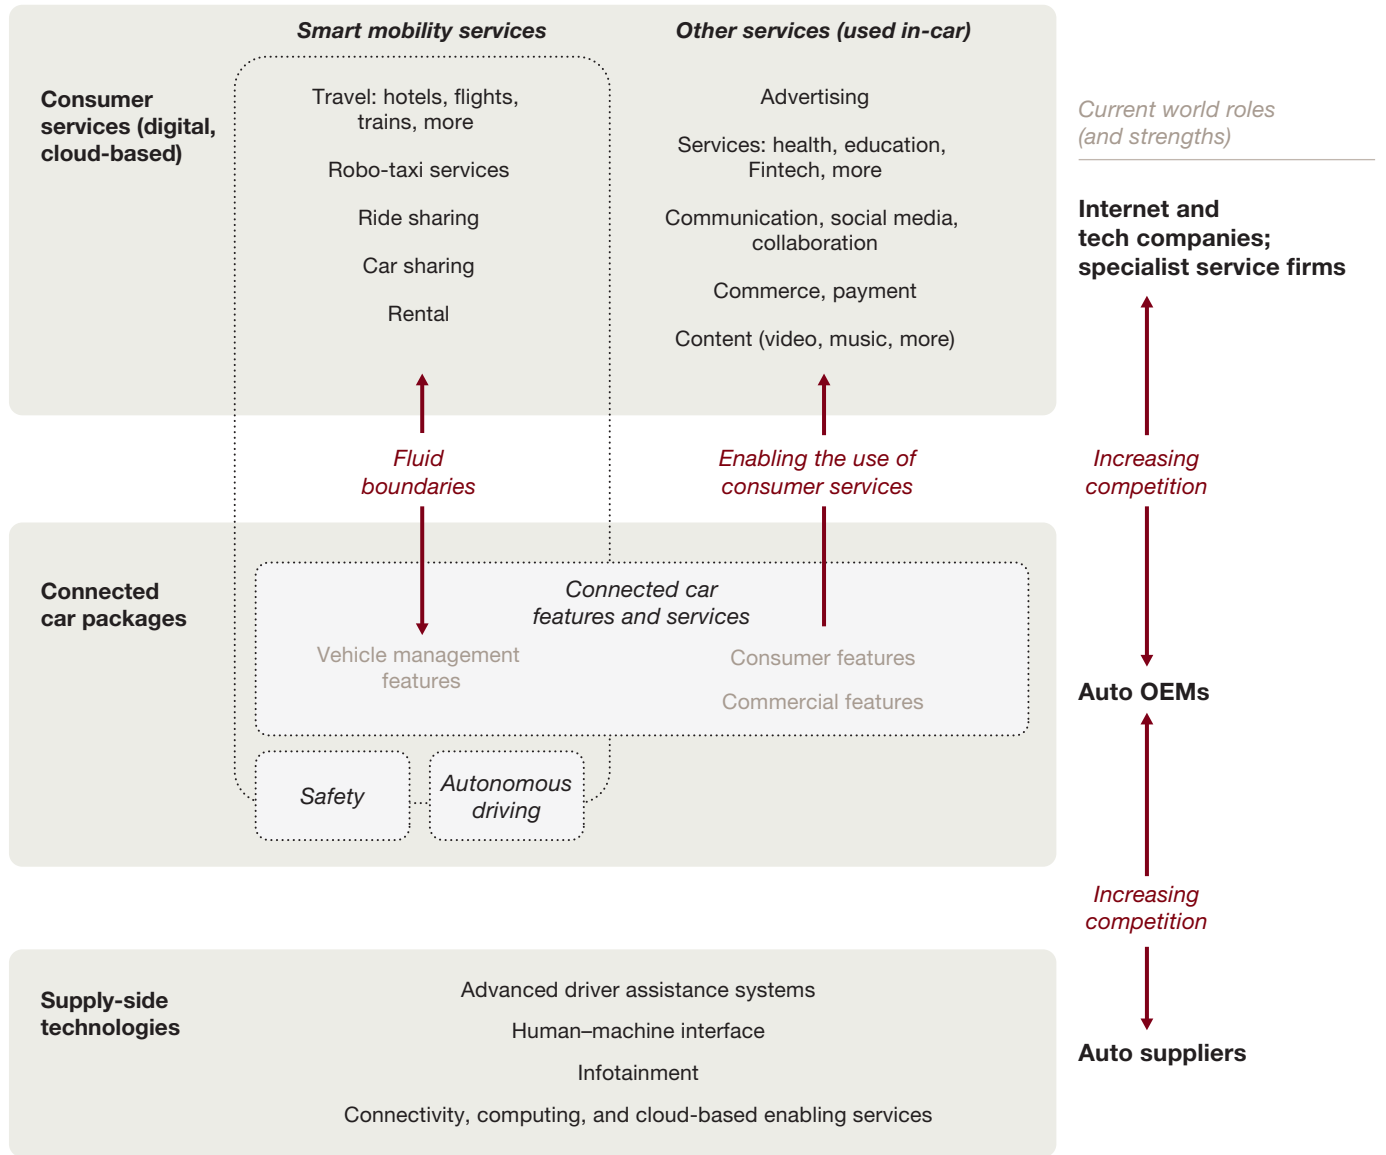 Smart mobility services
Other services (used in-car)
Consumer
services (digital,
cloud-based)
Travel: hotels, flights,
trains, more
Robo-taxi services
Ride sharing
Car sharing
Rental
Advertising
Services: health, education,
Fintech, more
Communication, social media,
collaboration
Commerce, payment
Content (video, music, more)
Current world roles
(and strengths)
Internet and
tech companies;
specialist service firms
Fluid
boundaries
Enabling the use of
consumer services
Increasing
competition
Connected
car packages
Connected car
features and services
Vehicle management
features
Consumer features
Commercial features
Safety
Autonomous
driving
Auto OEMs
Increasing
competition
Supply-side
technologies
Advanced driver assistance systems
Human–machine interface
Infotainment
Connectivity, computing, and cloud-based enabling services
Auto suppliers